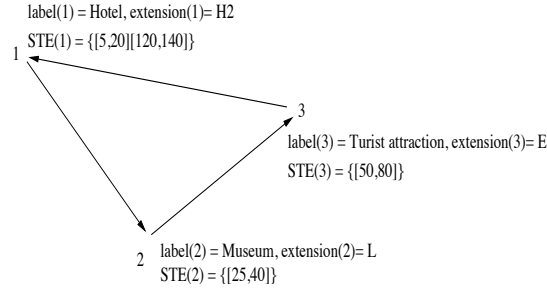 label(1) = Hotel, extension(1)= H2
STE(1) = {[5,20][120,140]}
1
3
label(3) = Turist attraction, extension(3)= E
STE(3) = {[50,80]}
2
label(2) = Museum, extension(2)= L
STE(2) = {[25,40]}